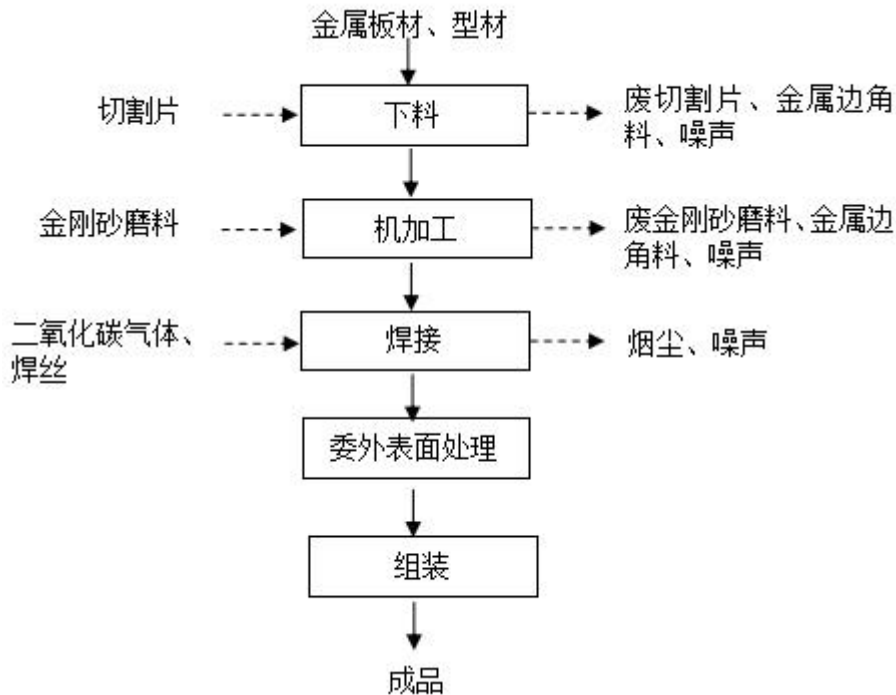 金属板材、型材
切割片
下料
废切割片、金属边角
料、噪声
金刚砂磨料
机加工
废金刚砂磨料、金属边
角料、噪声
二氧化碳气体、
焊丝
焊接
烟尘、噪声
委外表面处理
组装
成品